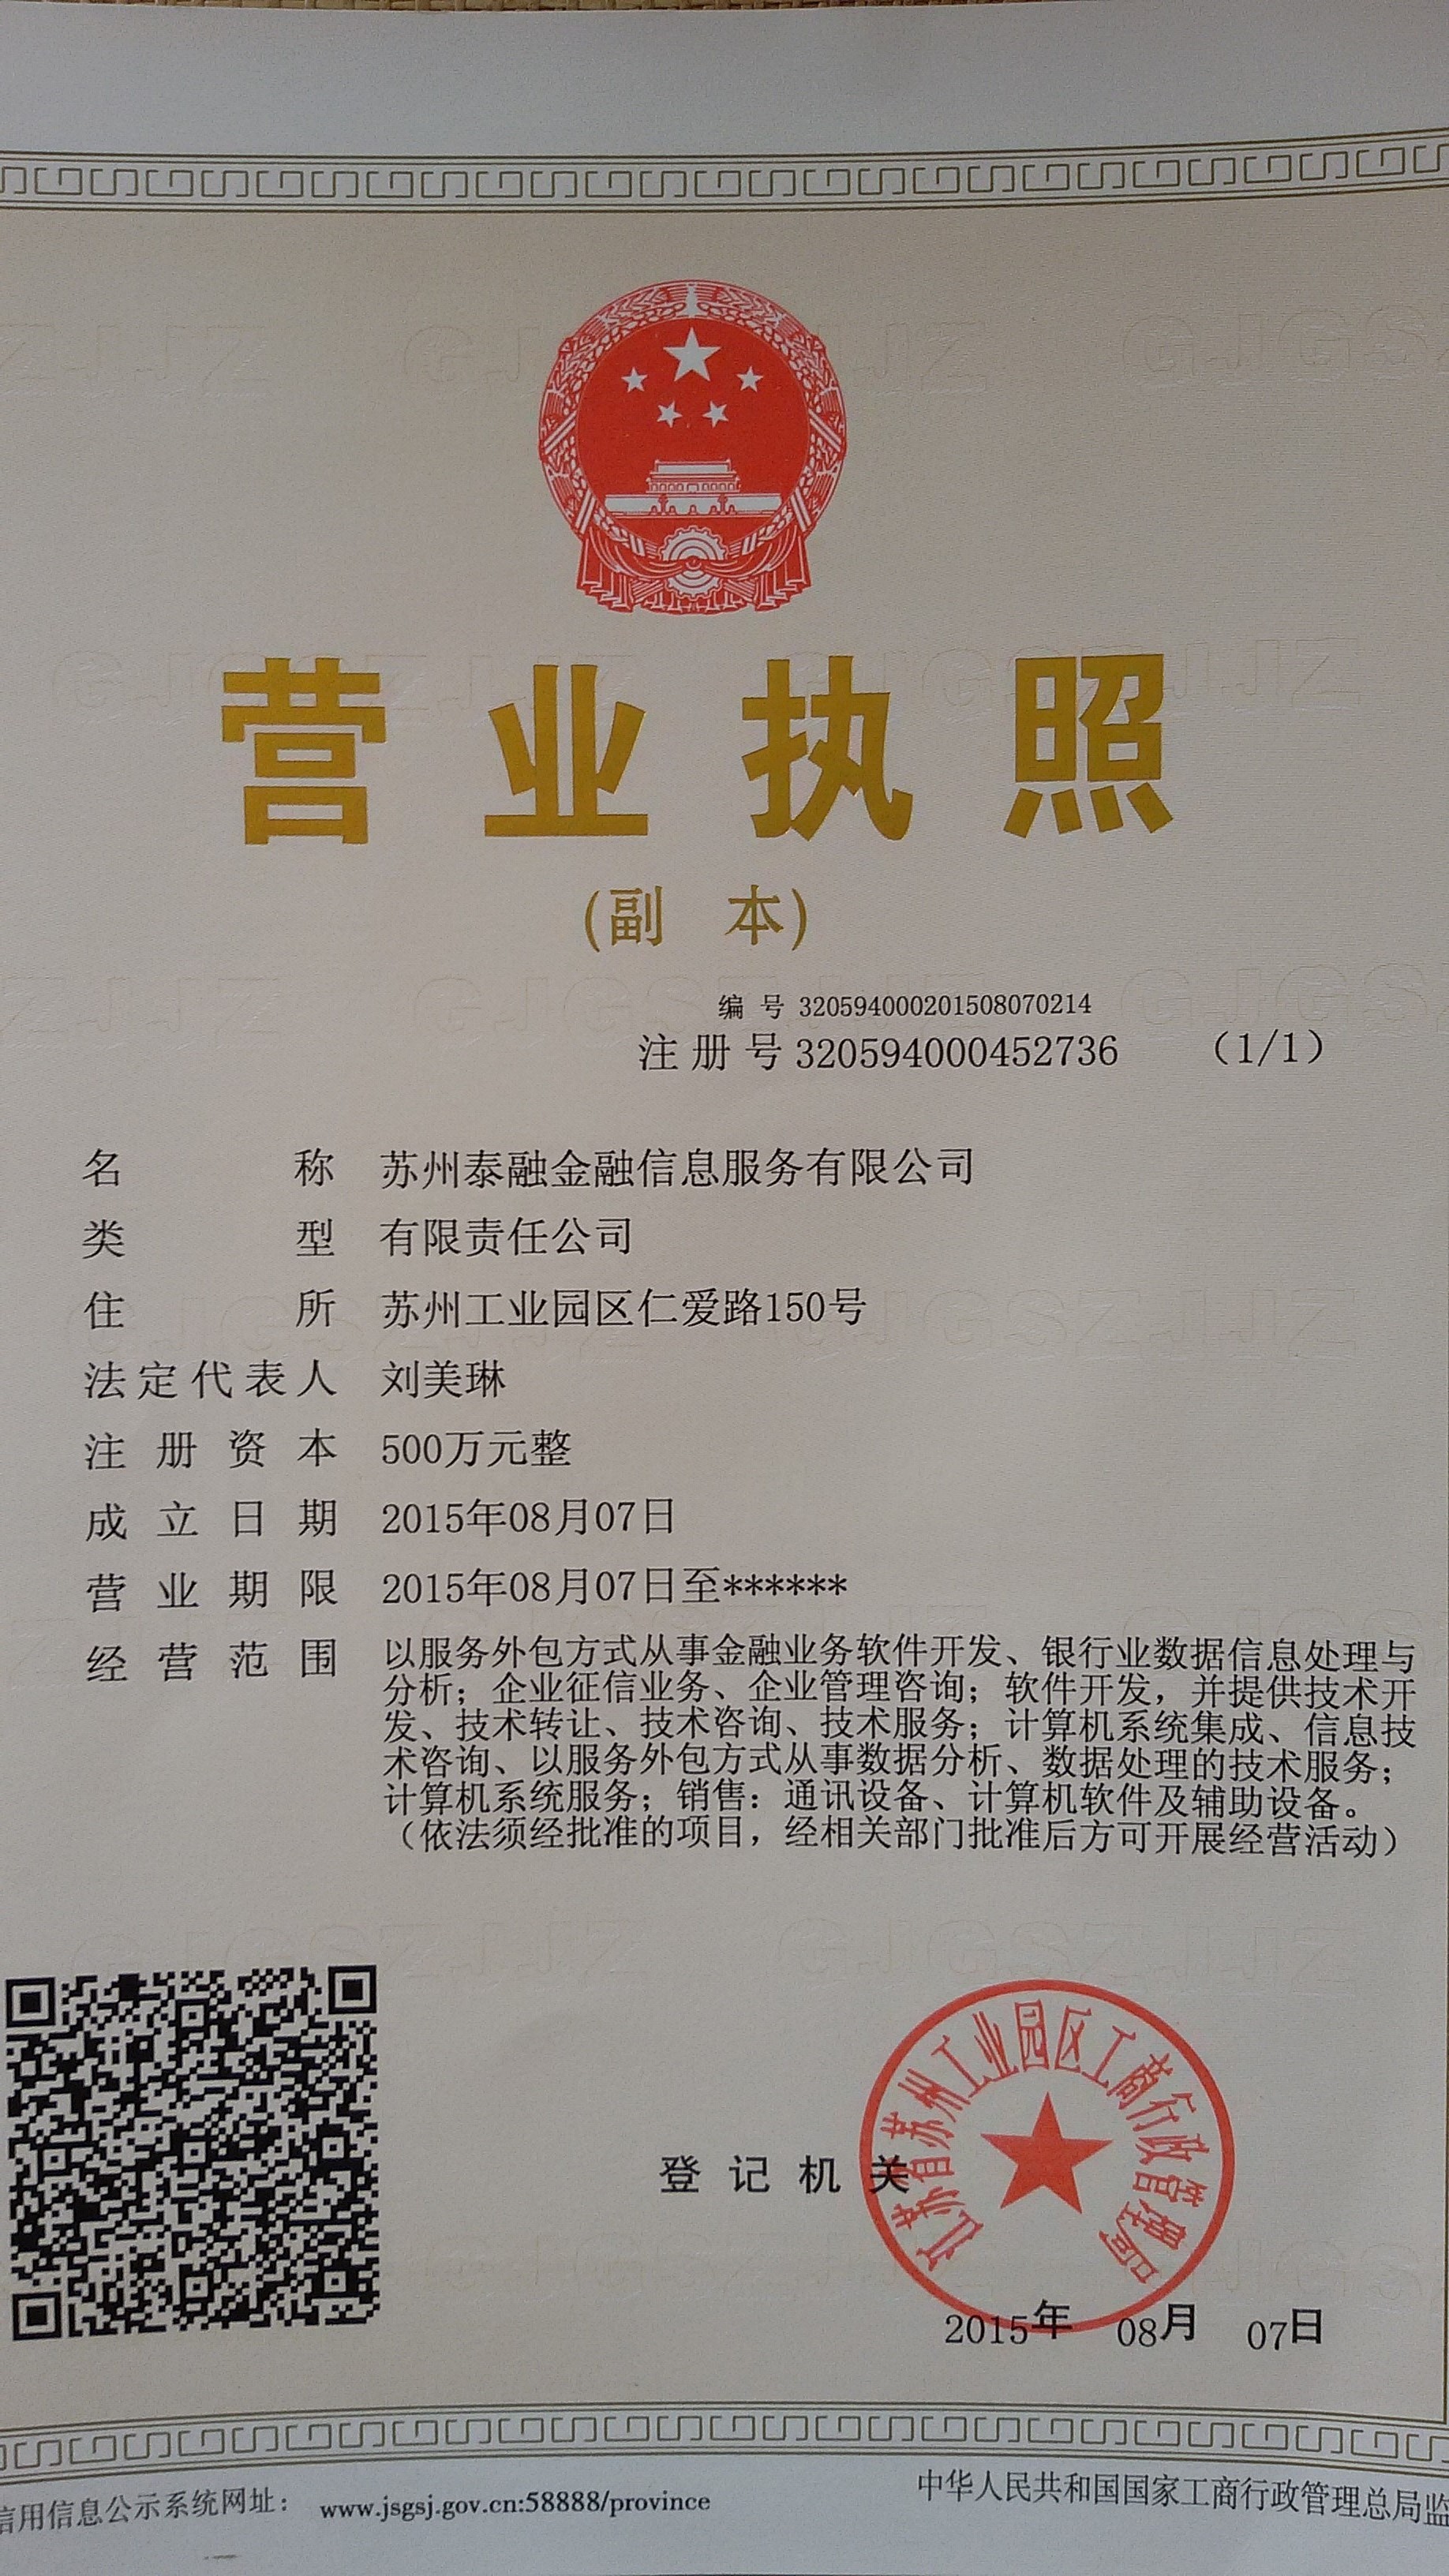 营业执照
(副 本)
编 号 320594000201508070214
注 册 号 320594000452736 （1/1）
名 称 苏州泰融金融信息服务有限公司
类 型 有限责任公司
住 所 苏州工业园区仁爱路150号
法定代表人 刘美琳
注 册 资 本 500万元整
成 立 日 期 2015年08月07日
营 业 期 限 2015年08月07日至******
经 营 范 围 以服务外包方式从事金融业务软件开发、银行业数据信息处理与
分析；企业征信业务、企业管理咨询；软件开发，并提供技术开
发、技术转让、技术咨询、技术服务；计算机系统集成、信息技
术咨询、以服务外包方式从事数据分析、数据处理的技术服务；
计算机系统服务；销售：通讯设备、计算机软件及辅助设备。
（依法须经批准的项目，经相关部门批准后方可开展经营活动）
江苏省苏州工业园区工商行政管理局
登 记 机 关
2015年 08月 07日
信用信息公示系统网址： www.jsgsj.gov.cn:58888/province
中华人民共和国国家工商行政管理总局监